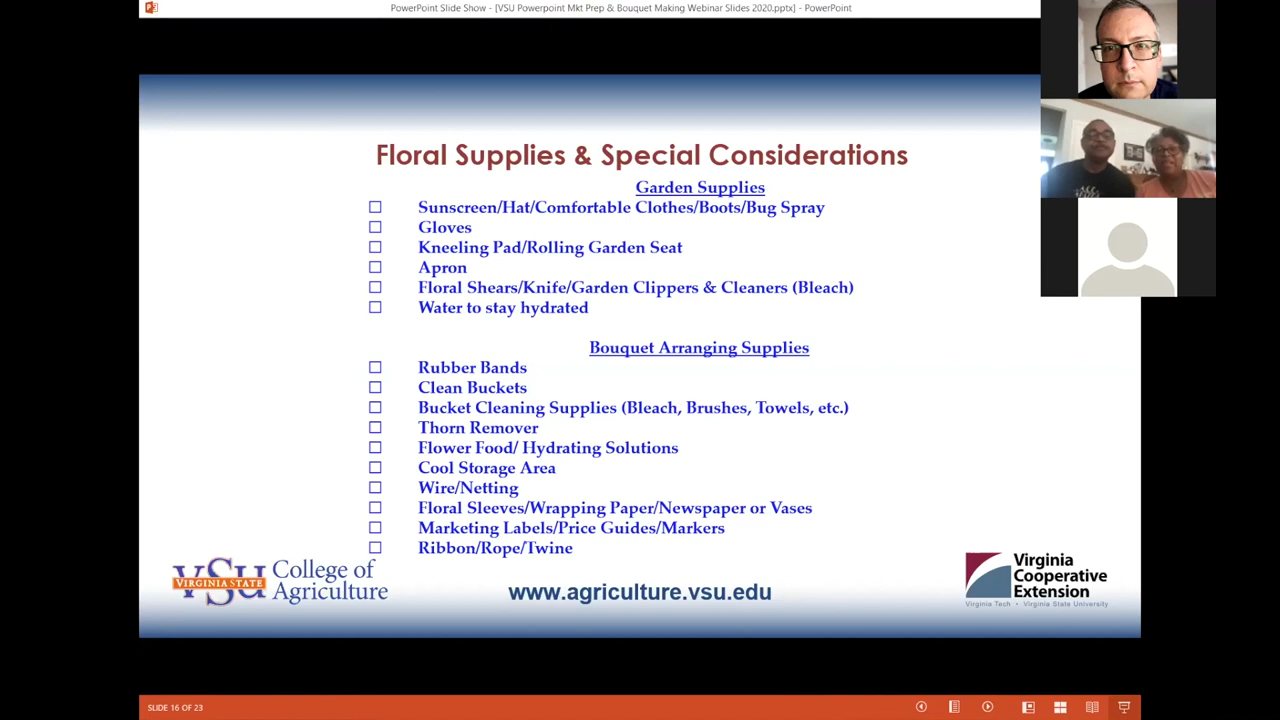 PowerPoint Slide Show - [VSU Powerpoint Mkt Prep & Bouquet Making Webinar Slides 2020.pptx] - PowerPoint
Floral Supplies & Special Considerations
Garden Supplies
☐ Sunscreen/Hat/Comfortable Clothes/Boots/Bug Spray
☐ Gloves
☐ Kneeling Pad/Rolling Garden Seat
☐ Apron
☐ Floral Shears/Knife/Garden Clippers & Cleaners (Bleach)
☐ Water to stay hydrated
Bouquet Arranging Supplies
☐ Rubber Bands
☐ Clean Buckets
☐ Bucket Cleaning Supplies (Bleach, Brushes, Towels, etc.)
☐ Thorn Remover
☐ Flower Food/ Hydrating Solutions
☐ Cool Storage Area
☐ Wire/Netting
☐ Floral Sleeves/Wrapping Paper/Newspaper or Vases
☐ Marketing Labels/Price Guides/Markers
☐ Ribbon/Rope/Twine
VSU
VIRGINIA STATE
College of
Agriculture
www.agriculture.vsu.edu
Virginia
Cooperative
Extension
Virginia Tech • Virginia State University
SLIDE 16 OF 23